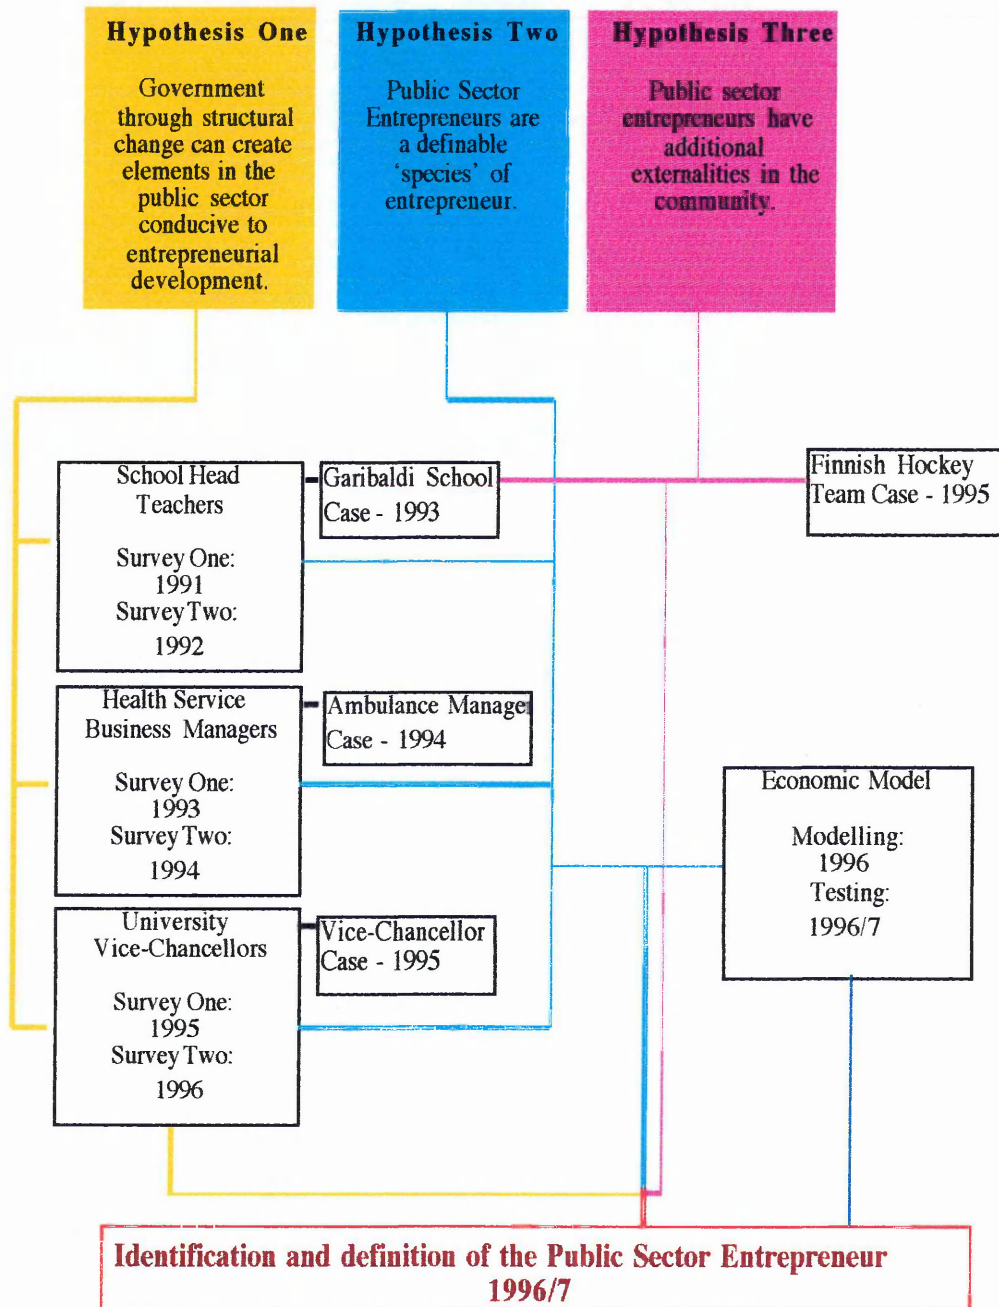 Hypothesis One
Government
through structural
change can create
elements in the
public sector
conducive to
entrepreneurial
development.
Hypothesis Two
Public Sector
Entrepreneurs are
a definable
‘species’ of
entrepreneur.
Hypothesis Three
Public sector
entrepreneurs have
additional
externalities in the
community.
School Head
Teachers
Survey One:
1991
Survey Two:
1992
Garibaldi School
Case - 1993
Finnish Hockey
Team Case - 1995
Health Service
Business Managers
Survey One:
1993
Survey Two:
1994
Ambulance Manage
Case - 1994
Economic Model
Modelling:
1996
Testing:
1996/7
University
Vice-Chancellors
Survey One:
1995
Survey Two:
1996
Vice-Chancellor
Case - 1995
Identification and definition of the Public Sector Entrepreneur
1996/7